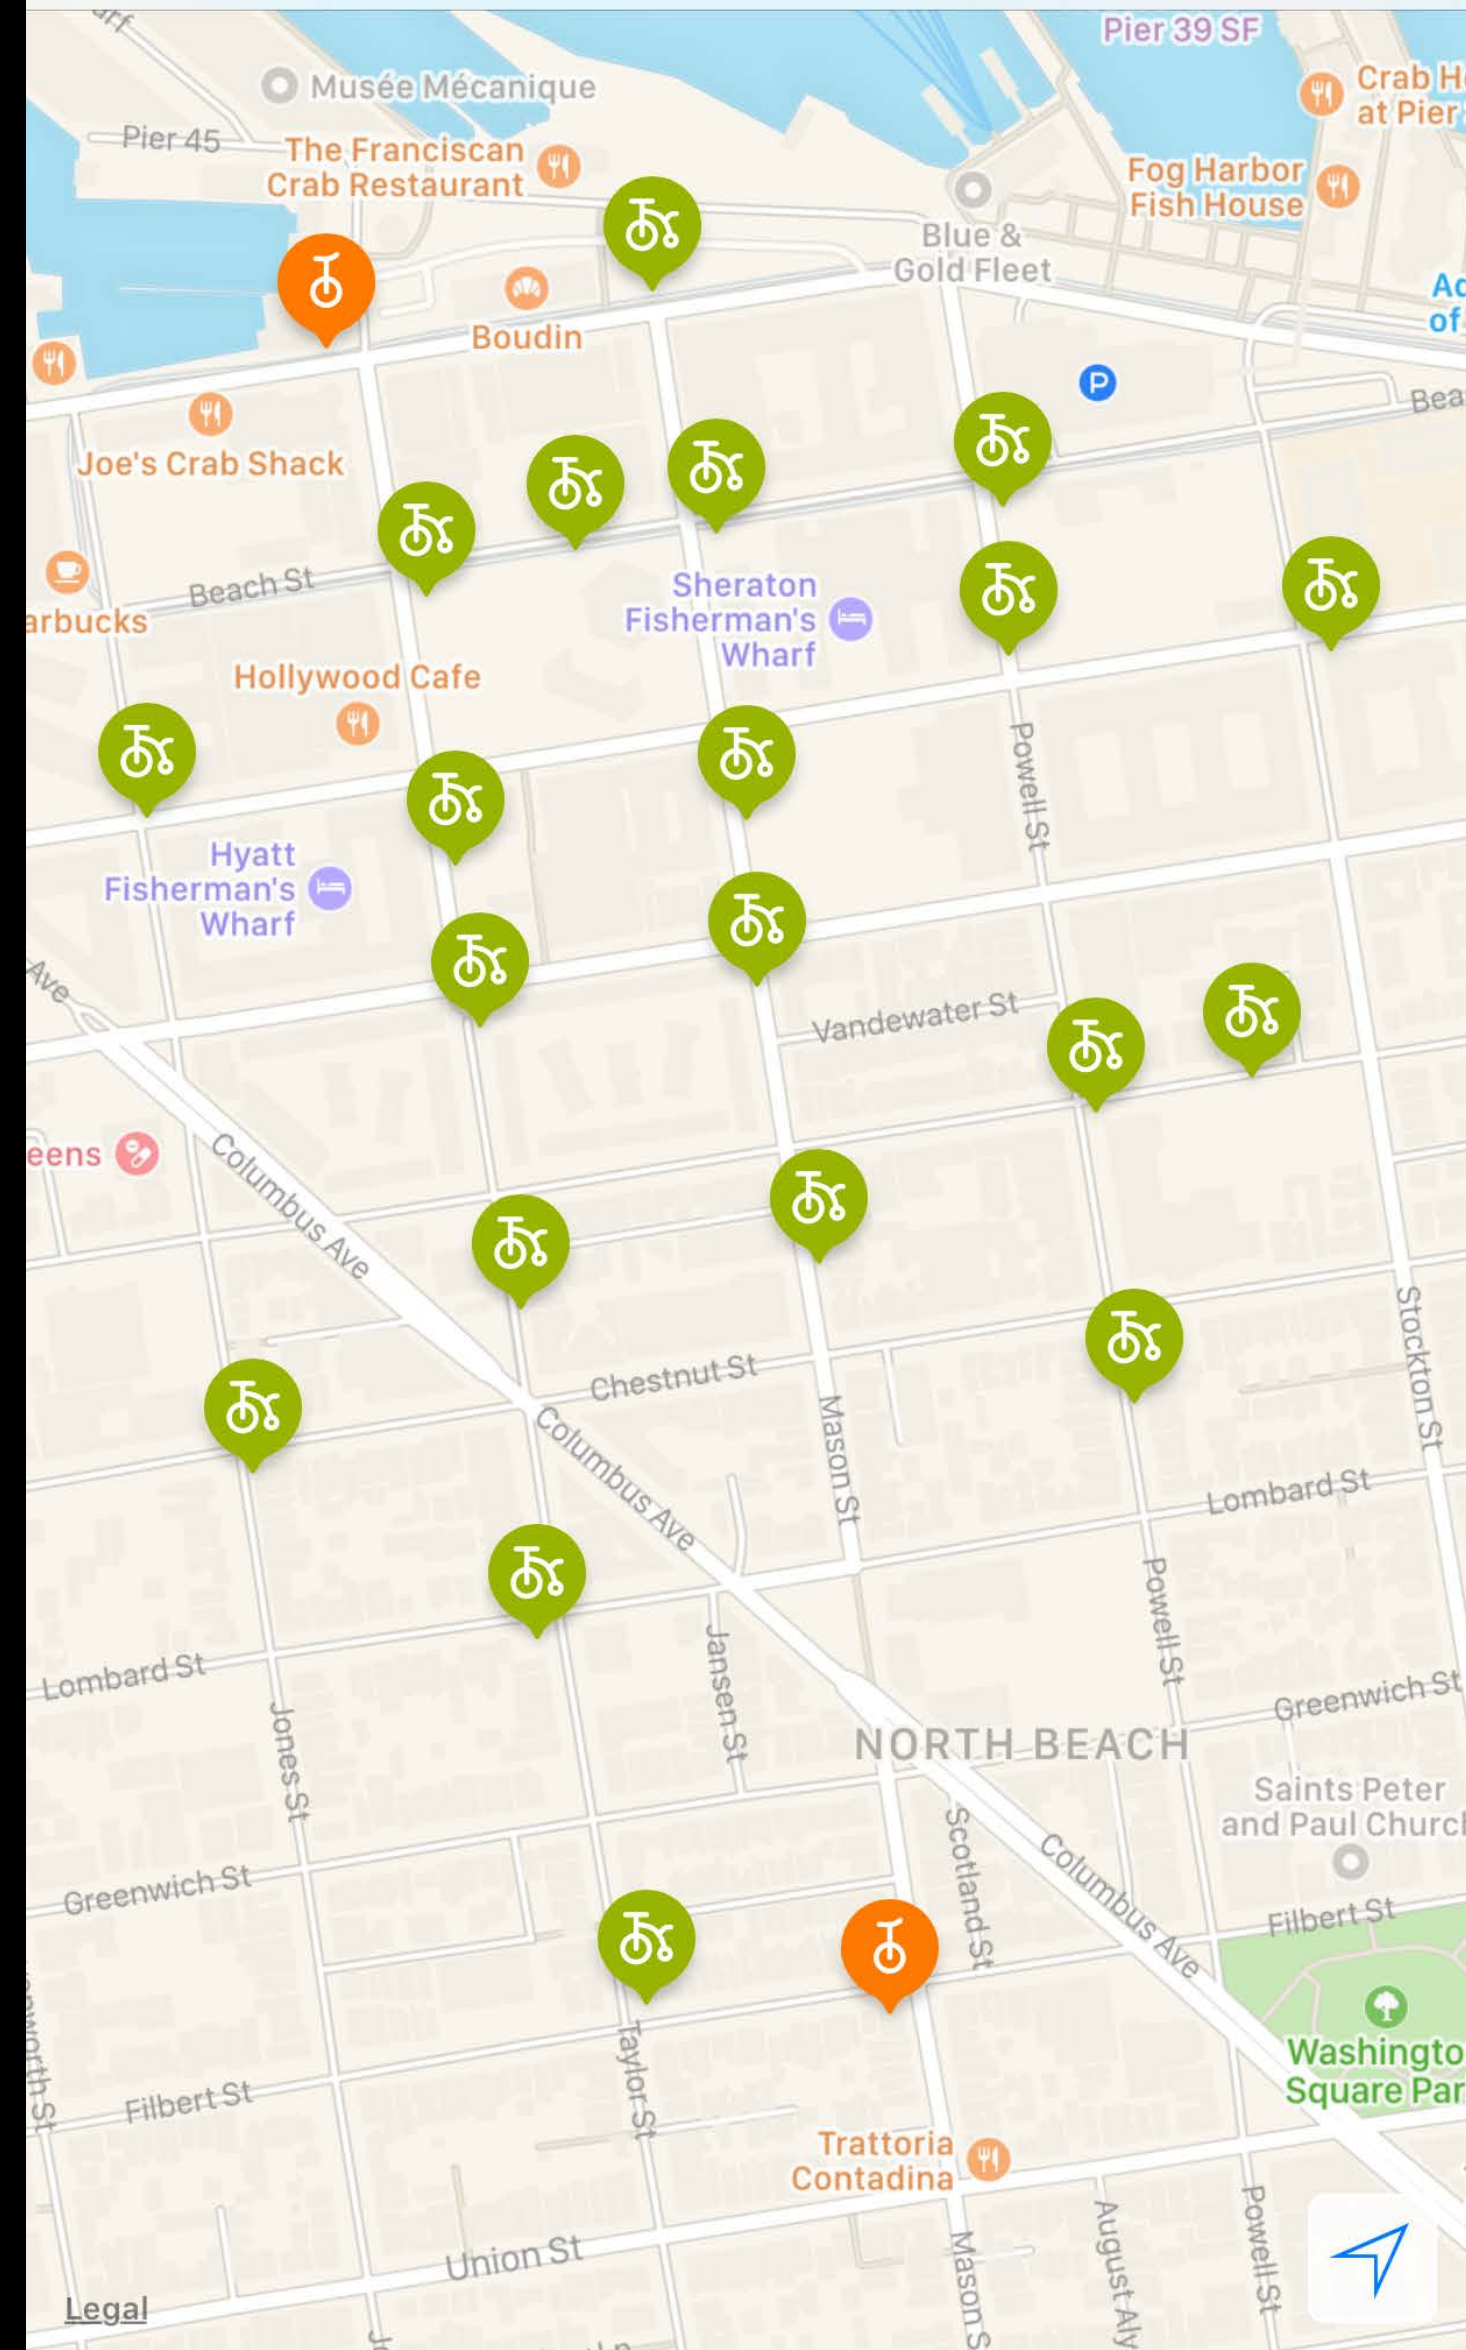 Pier 39 SF
Musée Mécanique
Crab H
at Pier
Pier 45
The Franciscan
Crab Restaurant
Fog Harbor
Fish House
Blue &
Gold Fleet
Boudin
P
Joe's Crab Shack
Beach St
Sheraton
Fisherman's
Wharf
arbucks
Hollywood Cafe
Powell St
Hyatt
Fisherman's
Wharf
Ave
Vandewater St
eens
Columbus Ave
Stockton St
Chestnut St
Mason St
Columbus Ave
Lombard St
Powell St
Jansen St
Lombard St
Greenwich St
Jones St
NORTH BEACH
Saints Peter
and Paul Churc
Scotland St
Columbus Ave
Greenwich St
Filbert St
Washingto
Square Par
Taylor St
Filbert St
Trattoria
Contadina
August Aly
Powell St
Mason S
Union St
Legal